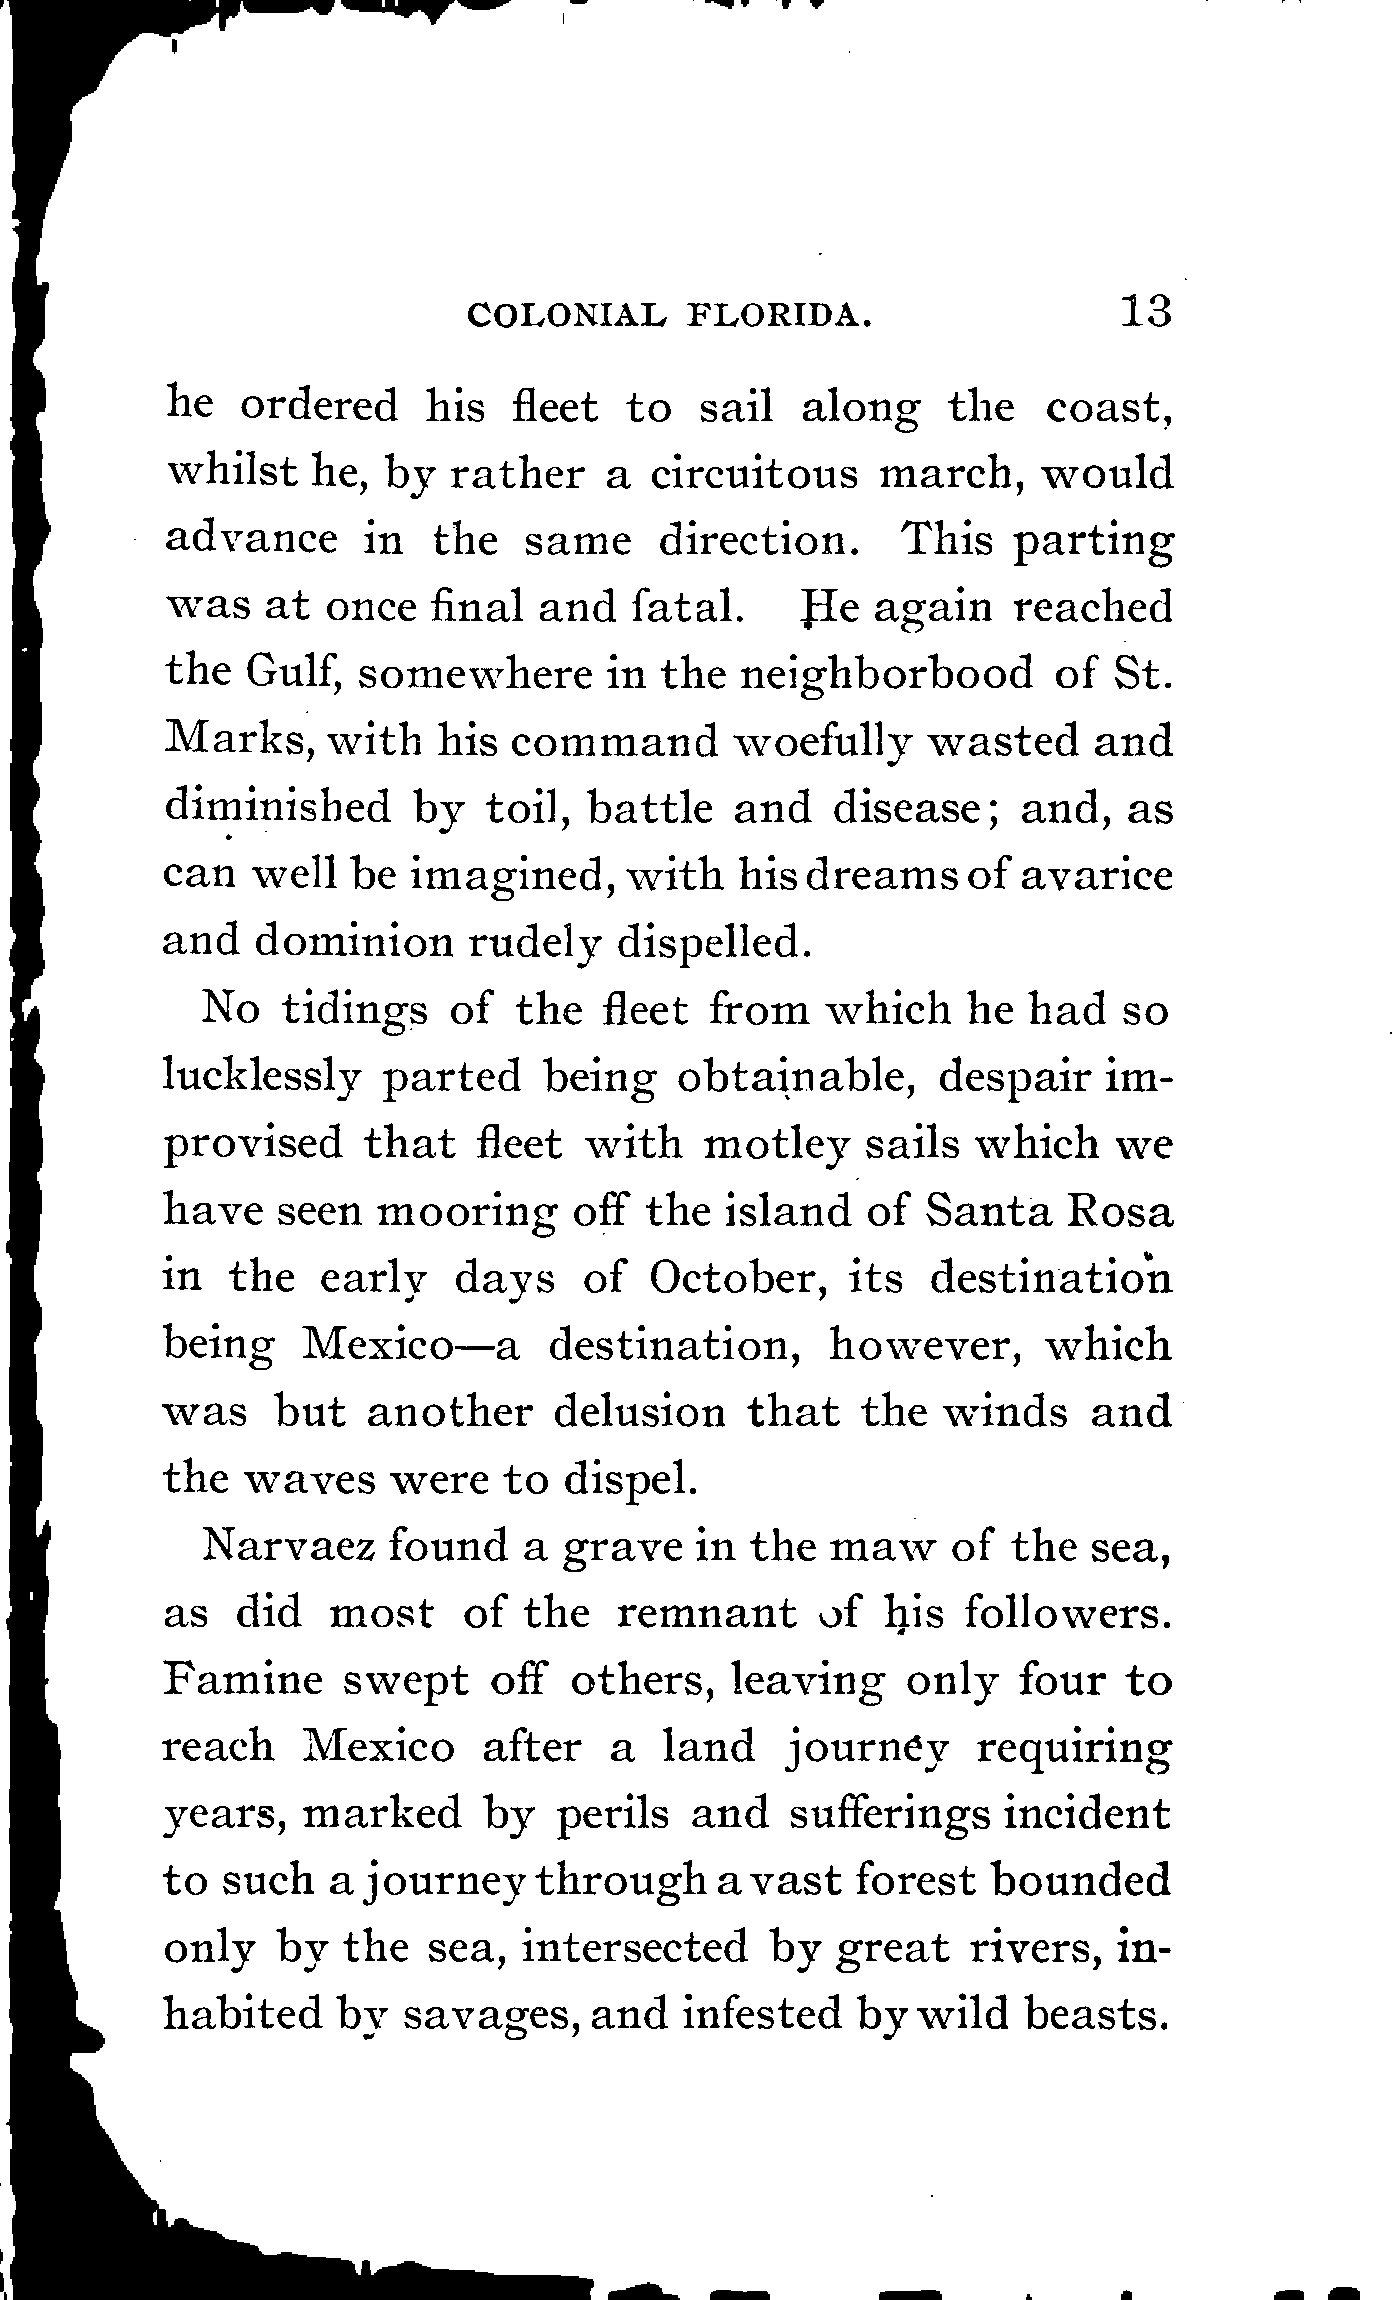 COLONIAL FLORIDA. 13
he ordered his fleet to sail along the coast,
whilst he, by rather a circuitous march, would
advance in the same direction. This parting
was at once final and fatal. He again reached
the Gulf, somewhere in the neighborbood of St.
Marks, with his command woefully wasted and
diminished by toil, battle and disease; and, as
can well be imagined, with his dreams of avarice
and dominion rudely dispelled.
No tidings of the fleet from which he had so
lucklessly parted being obtainable, despair im-
provised that fleet with motley sails which we
have seen mooring off the island of Santa Rosa
in the early days of October, its destination
being Mexico—a destination, however, which
was but another delusion that the winds and
the waves were to dispel.
Narvaez found a grave in the maw of the sea,
as did most of the remnant of his followers.
Famine swept off others, leaving only four to
reach Mexico after a land journey requiring
years, marked by perils and sufferings incident
to such a journey through a vast forest bounded
only by the sea, intersected by great rivers, in-
habited by savages, and infested by wild beasts.